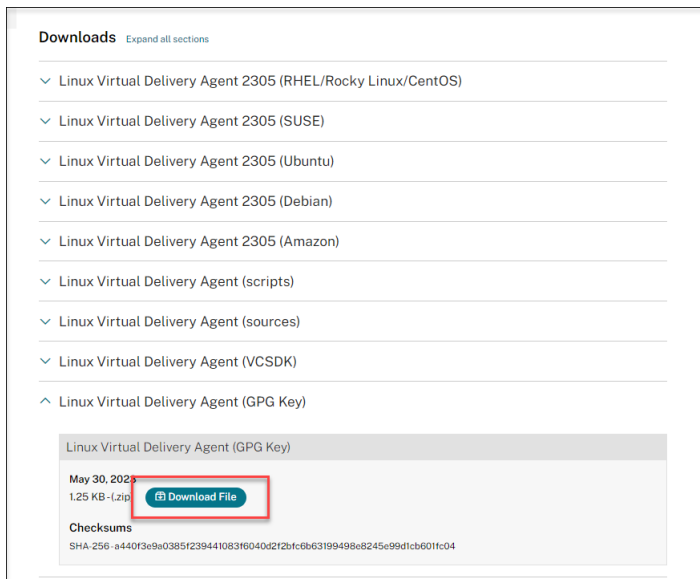 Downloads Expand all sections
Linux Virtual Delivery Agent 2305 (RHEL/Rocky Linux/CentOS)
Linux Virtual Delivery Agent 2305 (SUSE)
Linux Virtual Delivery Agent 2305 (Ubuntu)
Linux Virtual Delivery Agent 2305 (Debian)
Linux Virtual Delivery Agent 2305 (Amazon)
Linux Virtual Delivery Agent (scripts)
Linux Virtual Delivery Agent (sources)
Linux Virtual Delivery Agent (VCSDK)
Linux Virtual Delivery Agent (GPG Key)
Linux Virtual Delivery Agent (GPG Key)
May 30, 2023
1.25 KB - (.zip) Download File
Checksums
SHA-256 - a440f3e9a0385f239441083f6040d2f2bfc6b63199498e8245e99d1cb601fc04